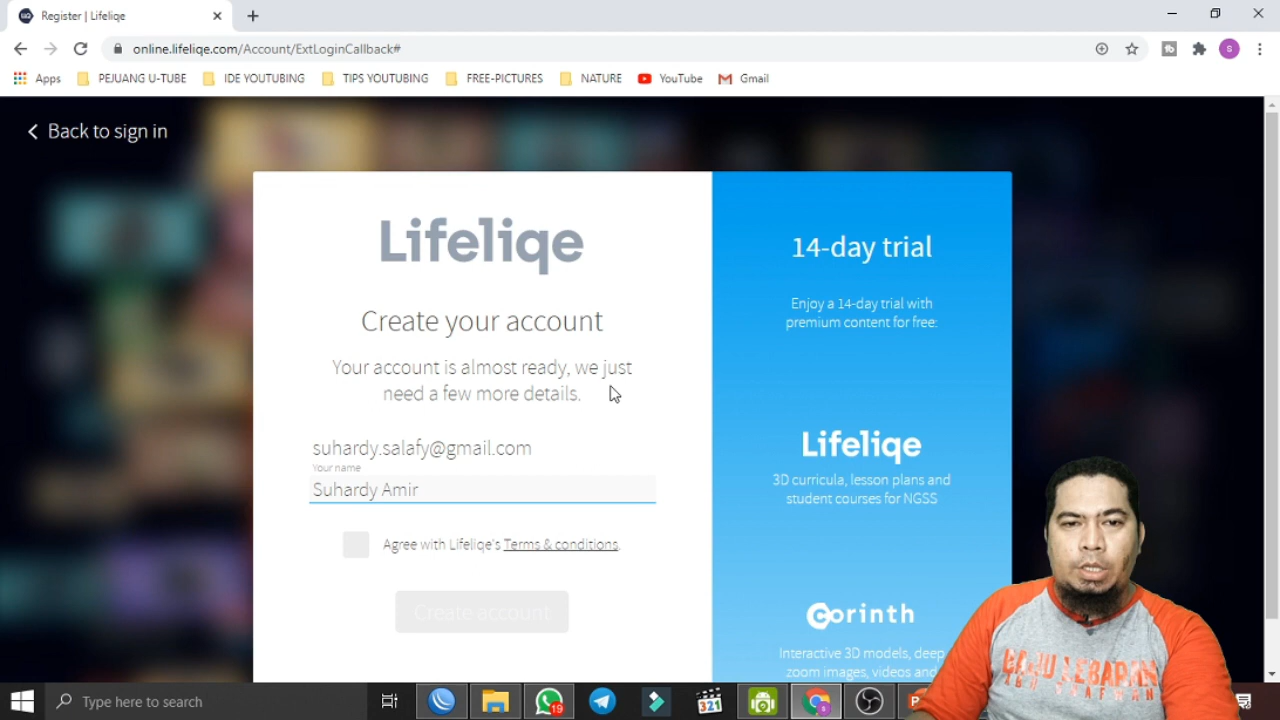 Register | Lifeliqe
online.lifeliqe.com/Account/ExtLoginCallback#
S
Apps
PEJUANG U-TUBE
IDE YOUTUBING
TIPS YOUTUBING
FREE-PICTURES
NATURE
YouTube
Gmail
Back to sign in
Lifeliqe
Create your account
Your account is almost ready, we just
need a few more details.
suhardy.salafy@gmail.com
Your name
Suhardy Amir
Agree with Lifeliqe's Terms & conditions.
Create account
14-day trial
Enjoy a 14-day trial with
premium content for free:
Lifeliqe
3D curricula, lesson plans and
student courses for NGSS
corinth
Interactive 3D models, deep
zoom images, videos and
BAJU LEBARAN
Type here to search
19
321